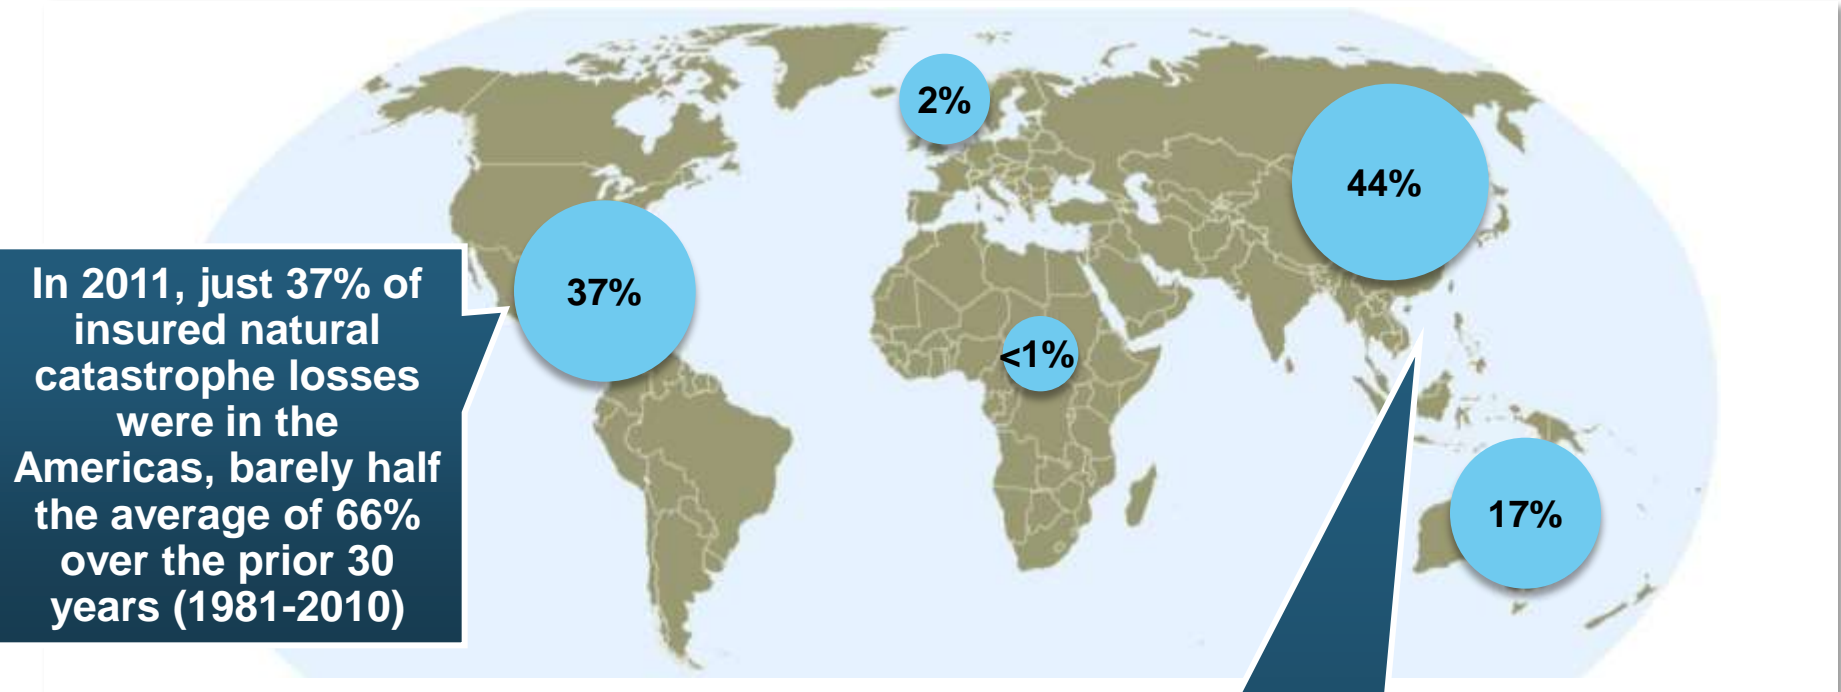 2%
44%
37%
<1%
17%
In 2011, just 37% of
insured natural
catastrophe losses
were in the
Americas, barely half
the average of 66%
over the prior 30
years (1981-2010)